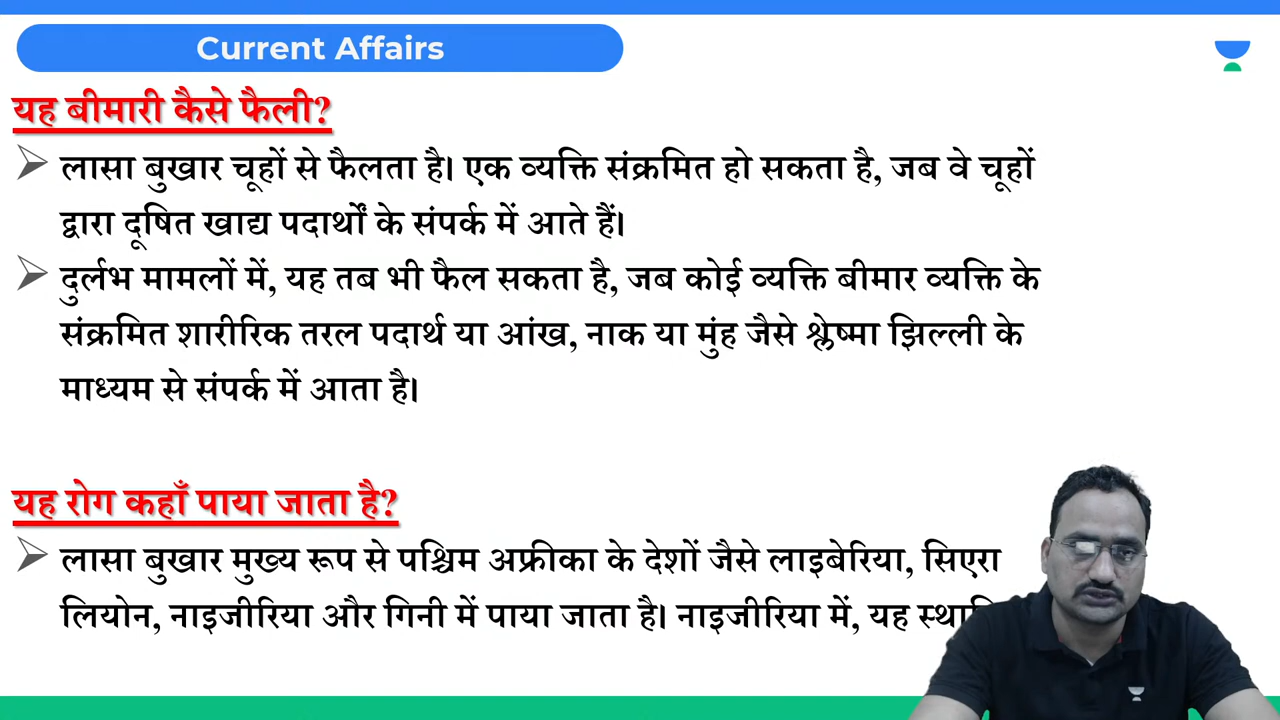 Current Affairs
यह बीमारी कैसे फैली?
लासा बुखार चूहों से फैलता है। एक व्यक्ति संक्रमित हो सकता है, जब वे चूहों
द्वारा दूषित खाद्य पदार्थों के संपर्क में आते हैं।
दुर्लभ मामलों में, यह तब भी फैल सकता है, जब कोई व्यक्ति बीमार व्यक्ति के
संक्रमित शारीरिक तरल पदार्थ या आंख, नाक या मुंह जैसे श्लेष्मा झिल्ली के
माध्यम से संपर्क में आता है।
यह रोग कहाँ पाया जाता है?
लासा बुखार मुख्य रूप से पश्चिम अफ्रीका के देशों जैसे लाइबेरिया, सिएरा
लियोन, नाइजीरिया और गिनी में पाया जाता है। नाइजीरिया में, यह